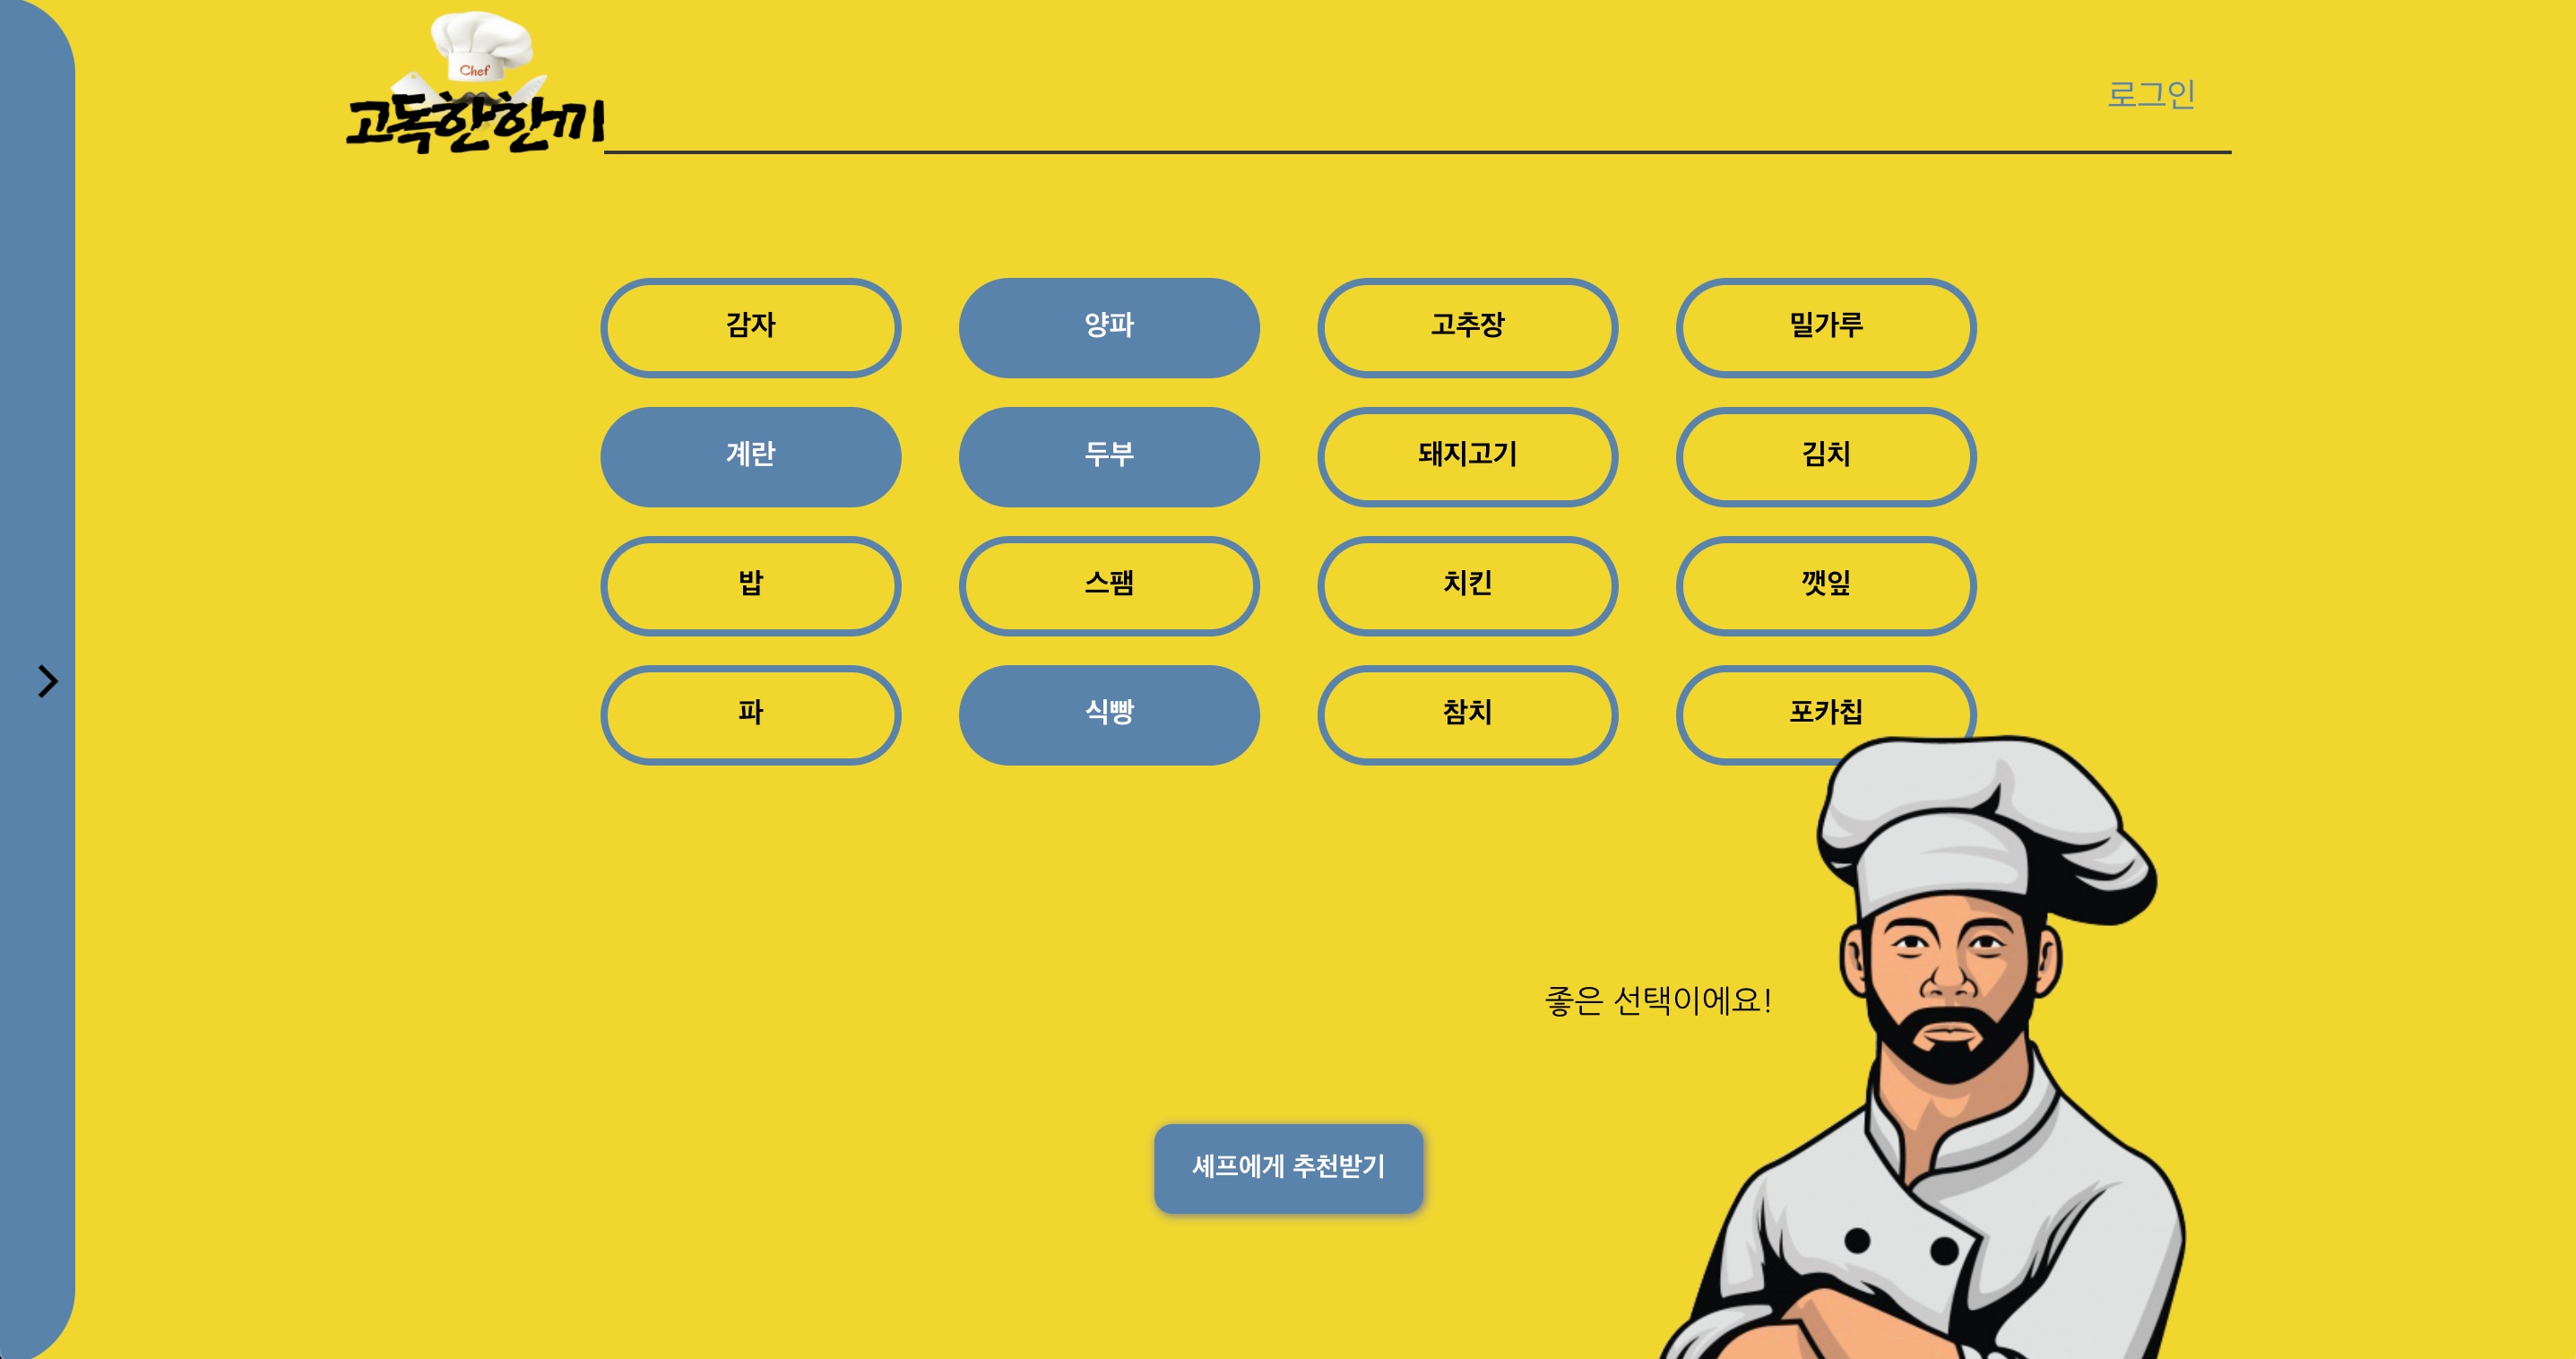 Chef
고독한한끼
로그인
감자 양파 고추장 밀가루
계란 두부 돼지고기 김치
밥 스팸 치킨 깻잎
파 식빵 참치 포카칩
좋은 선택이에요!
셰프에게 추천받기